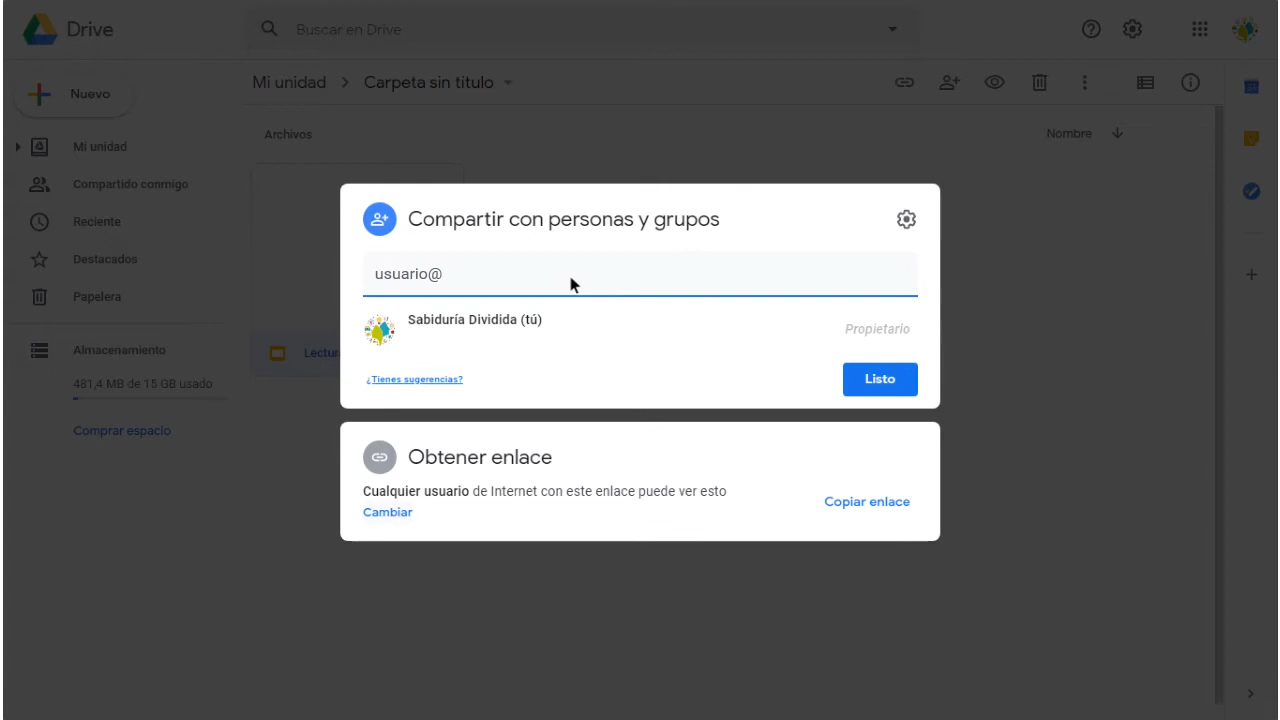 Drive
Buscar en Drive
Nuevo
Mi unidad
Carpeta sin título
Archivos
Nombre
Mi unidad
Compartido conmigo
Reciente
Destacados
Papelera
Almacenamiento
481,4 MB de 15 GB usado
Comprar espacio
Compartir con personas y grupos
usuario@
Sabiduría Dividida (tú)
Propietario
¿Tienes sugerencias?
Listo
Obtener enlace
Cualquier usuario de Internet con este enlace puede ver esto
Cambiar
Copiar enlace